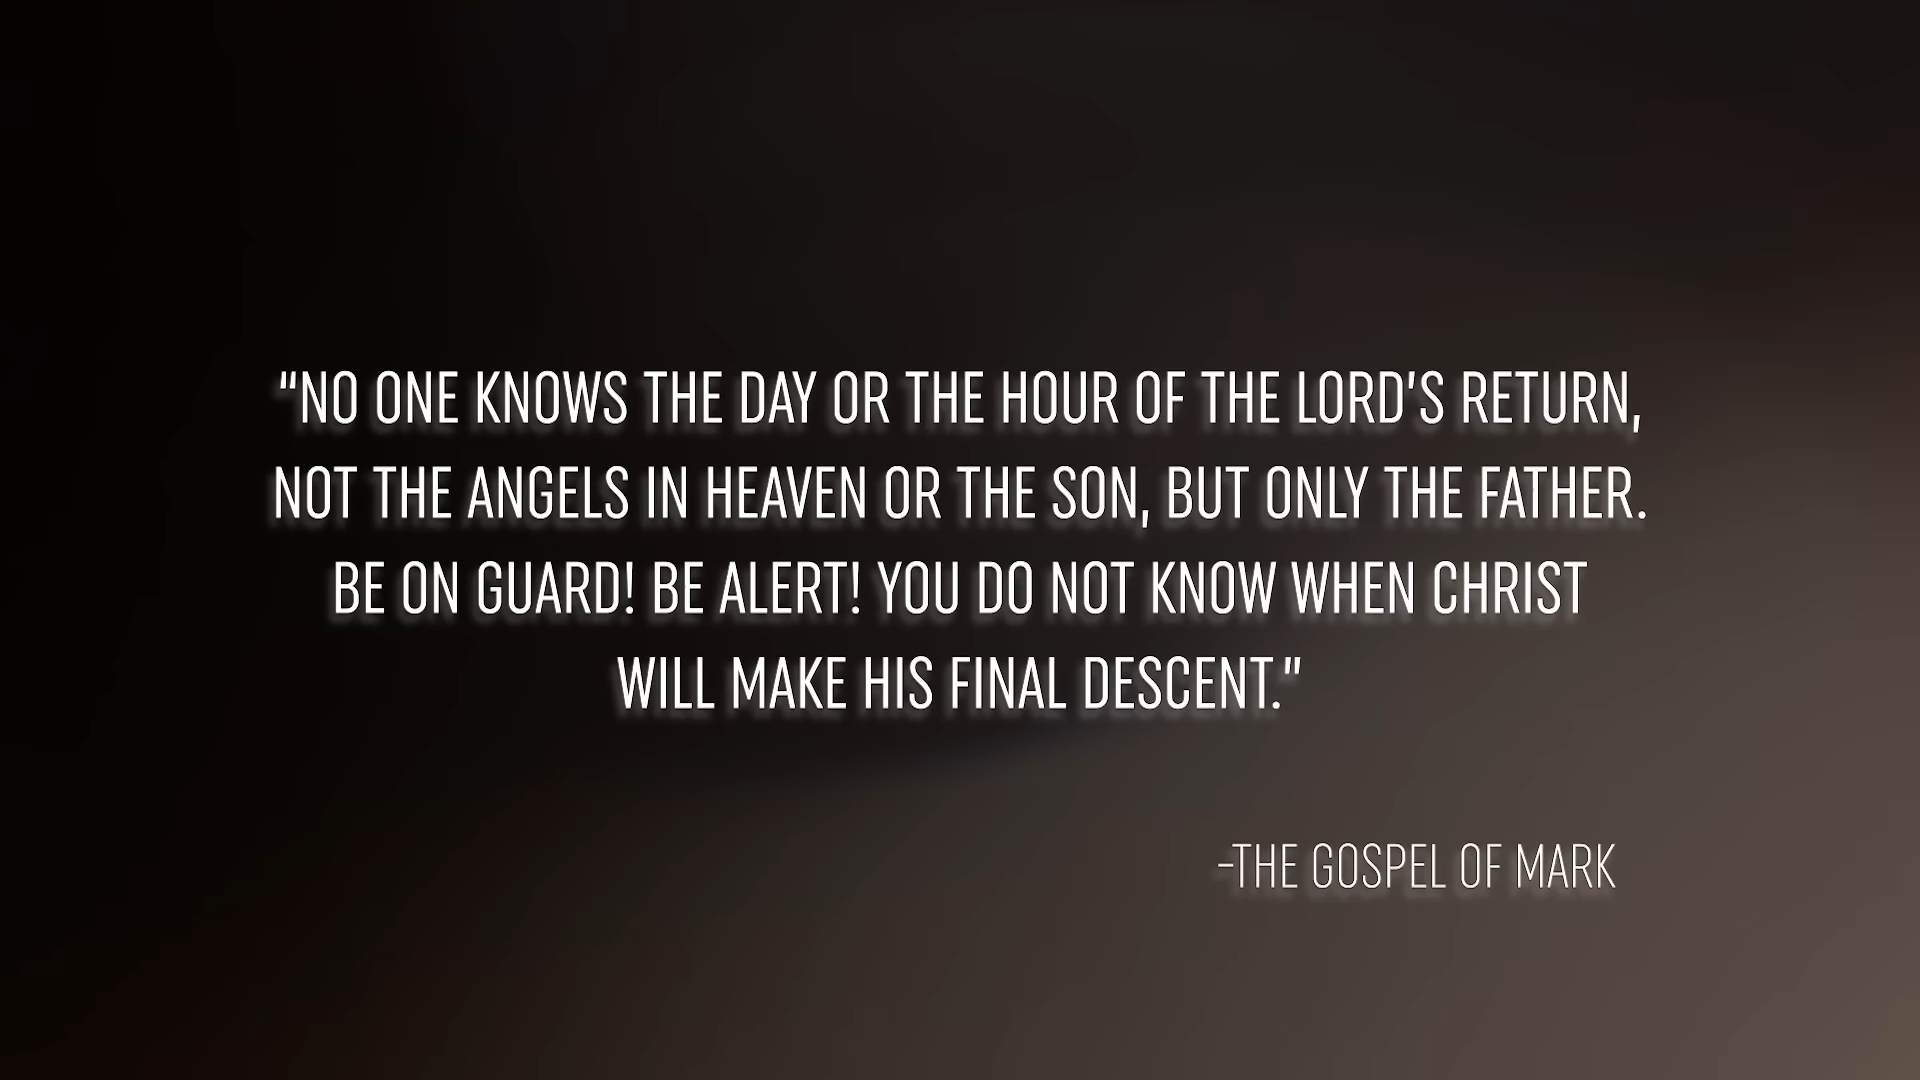 “NO ONE KNOWS THE DAY OR THE HOUR OF THE LORD'S RETURN,
NOT THE ANGELS IN HEAVEN OR THE SON, BUT ONLY THE FATHER.
BE ON GUARD! BE ALERT! YOU DO NOT KNOW WHEN CHRIST
WILL MAKE HIS FINAL DESCENT.”
-THE GOSPEL OF MARK